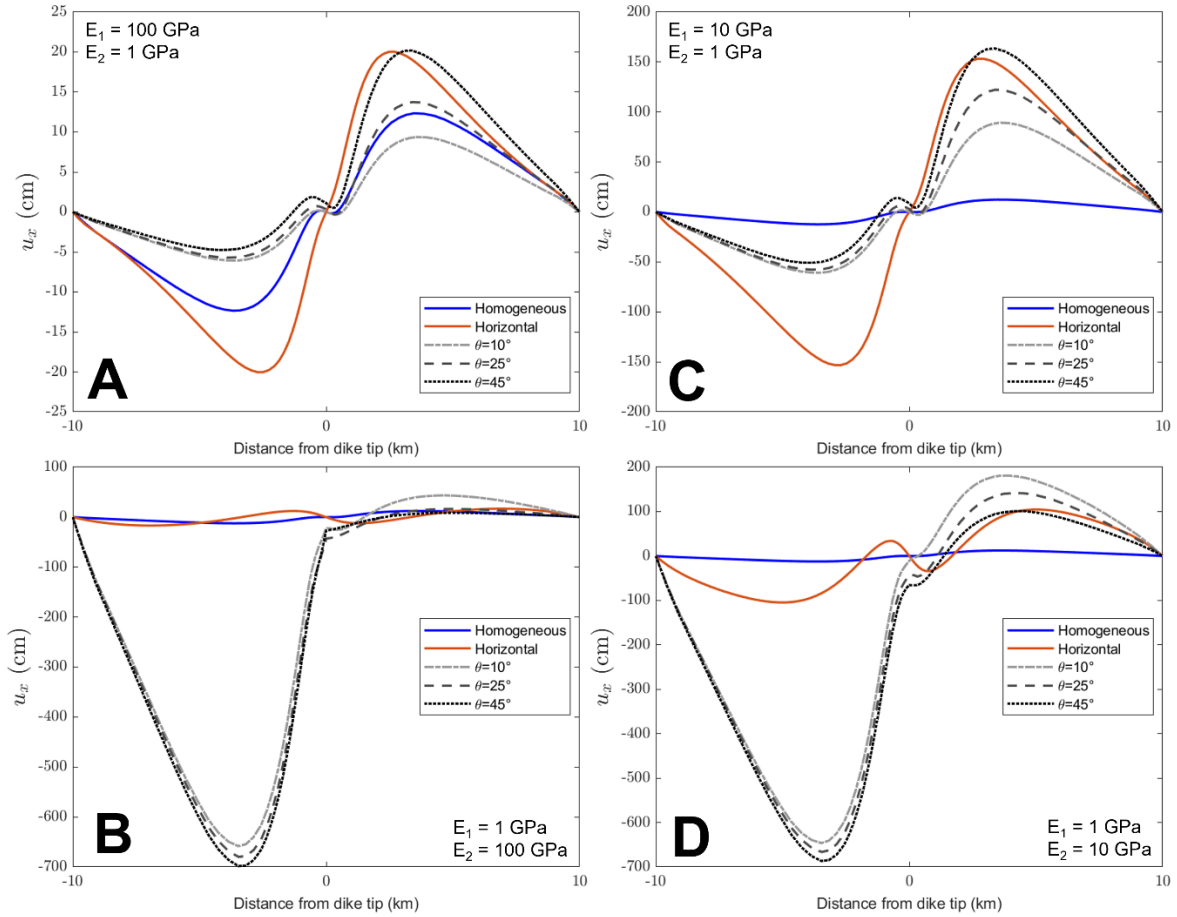 E₁ = 100 GPa
E₂ = 1 GPa
25
20
15
10
5
0
-5
-10
-15
-20
-25
uₓ (cm)
Homogeneous
Horizontal
θ=10°
θ=25°
θ=45°
A
-10
0
10
Distance from dike tip (km)
E₁ = 10 GPa
E₂ = 1 GPa
200
150
100
50
0
-50
-100
-150
-200
uₓ (cm)
Homogeneous
Horizontal
θ=10°
θ=25°
θ=45°
C
-10
0
10
Distance from dike tip (km)
100
0
-100
-200
-300
-400
-500
-600
-700
uₓ (cm)
Homogeneous
Horizontal
θ=10°
θ=25°
θ=45°
B
E₁ = 1 GPa
E₂ = 100 GPa
-10
0
10
Distance from dike tip (km)
200
100
0
-100
-200
-300
-400
-500
-600
-700
uₓ (cm)
Homogeneous
Horizontal
θ=10°
θ=25°
θ=45°
D
E₁ = 1 GPa
E₂ = 10 GPa
-10
0
10
Distance from dike tip (km)